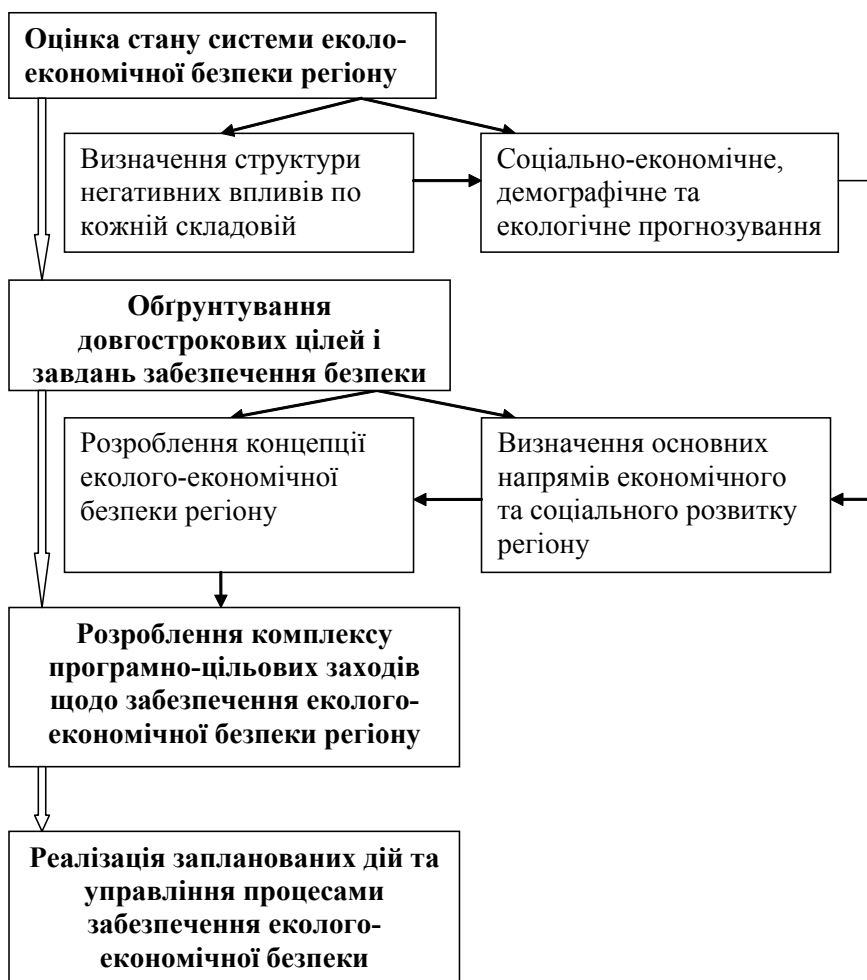 Оцінка стану системи еколо-
економічної безпеки регіону
Визначення структури
негативних впливів по
кожній складовій
Соціально-економічне,
демографічне та
екологічне прогнозування
Обґрунтування
довгострокових цілей і
завдань забезпечення безпеки
Розроблення концепції
еколого-економічної
безпеки регіону
Визначення основних
напрямів економічного
та соціального розвитку
регіону
Розроблення комплексу
програмно-цільових заходів
щодо забезпечення еколого-
економічної безпеки регіону
Реалізація запланованих дій та
управління процесами
забезпечення еколого-
економічної безпеки